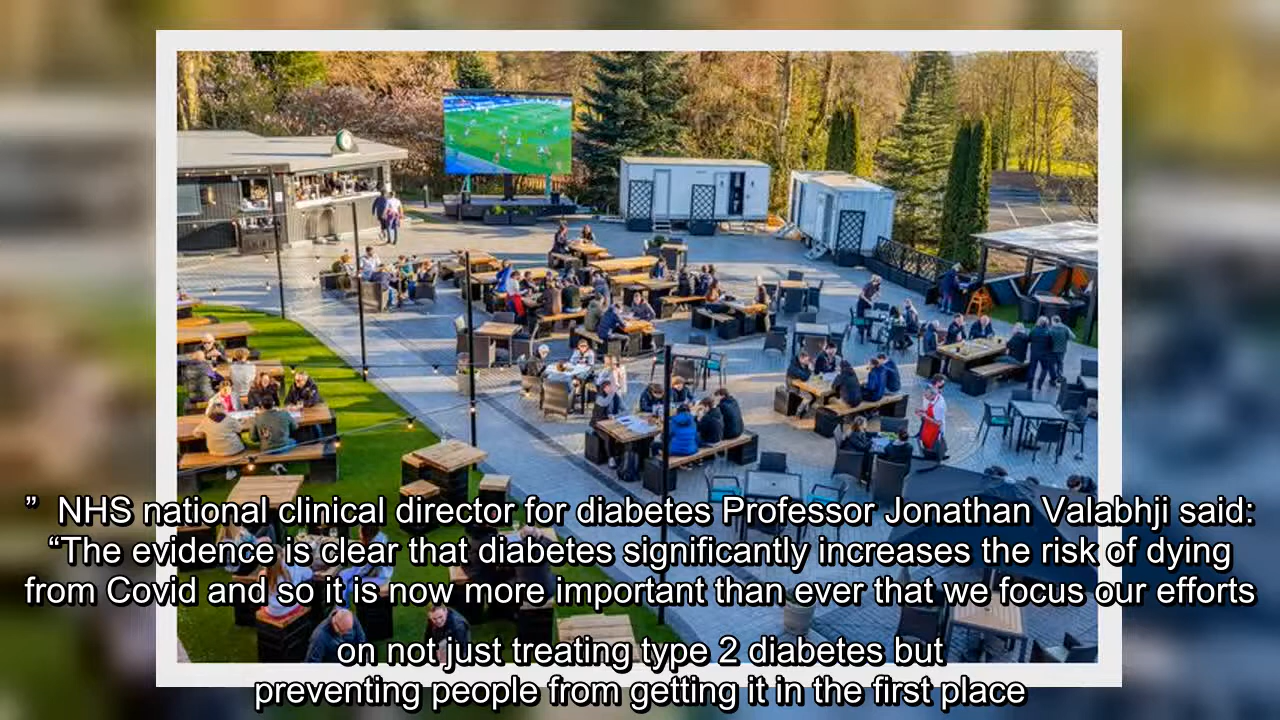 ” NHS national clinical director for diabetes Professor Jonathan Valabhji said:
“The evidence is clear that diabetes significantly increases the risk of dying
from Covid and so it is now more important than ever that we focus our efforts
on not just treating type 2 diabetes but
preventing people from getting it in the first place